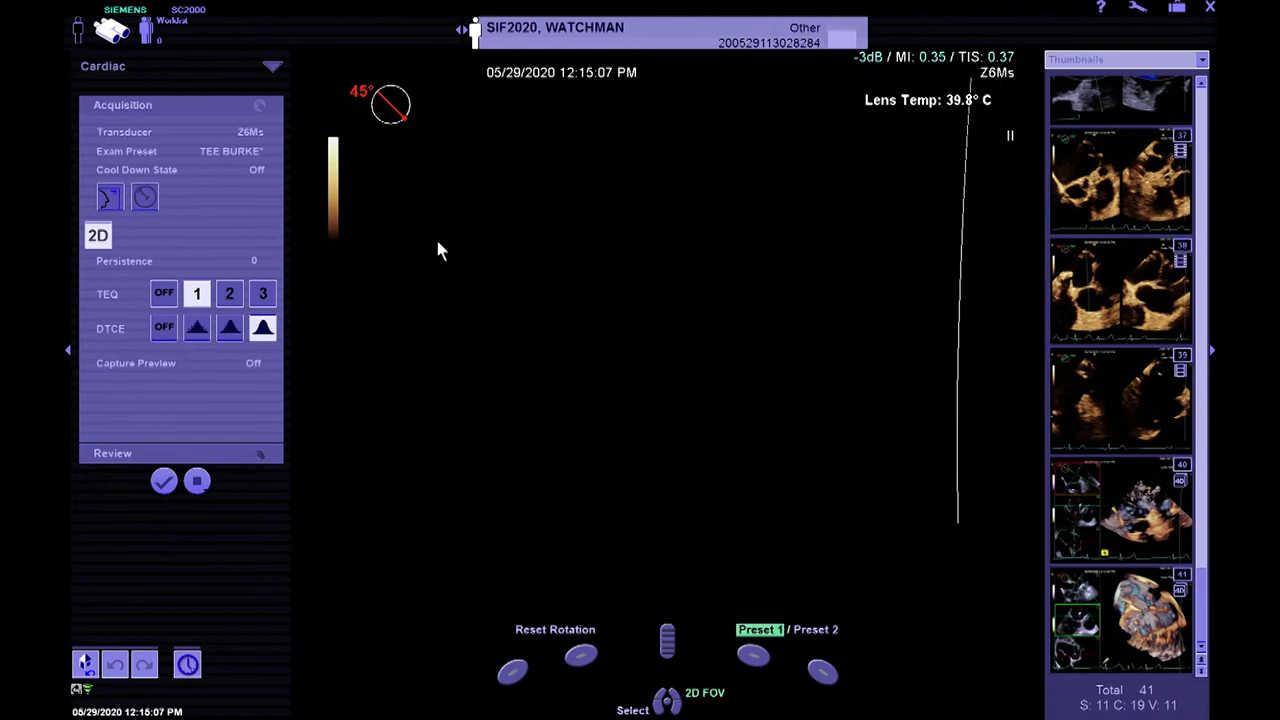 SIEMENS SC2000
Worklist
0
SIF2020, WATCHMAN Other
200529113028284
Cardiac
Acquisition
Transducer Z6Ms
Exam Preset TEE BURKE"
Cool Down State Off
2D
Persistence 0
TEQ OFF 1 2 3
DTCE OFF
Capture Preview Off
Review
05/29/2020 12:15:07 PM
05/29/2020 12:15:07 PM
45°
-3dB / MI: 0.35 / TIS: 0.37
Z6Ms
Lens Temp: 39.8° C
II
Reset Rotation
Preset 1 / Preset 2
2D FOV
Select
Thumbnails
37
38
39
40
4D
41
4D
Total 41
S: 11 C: 19 V: 11